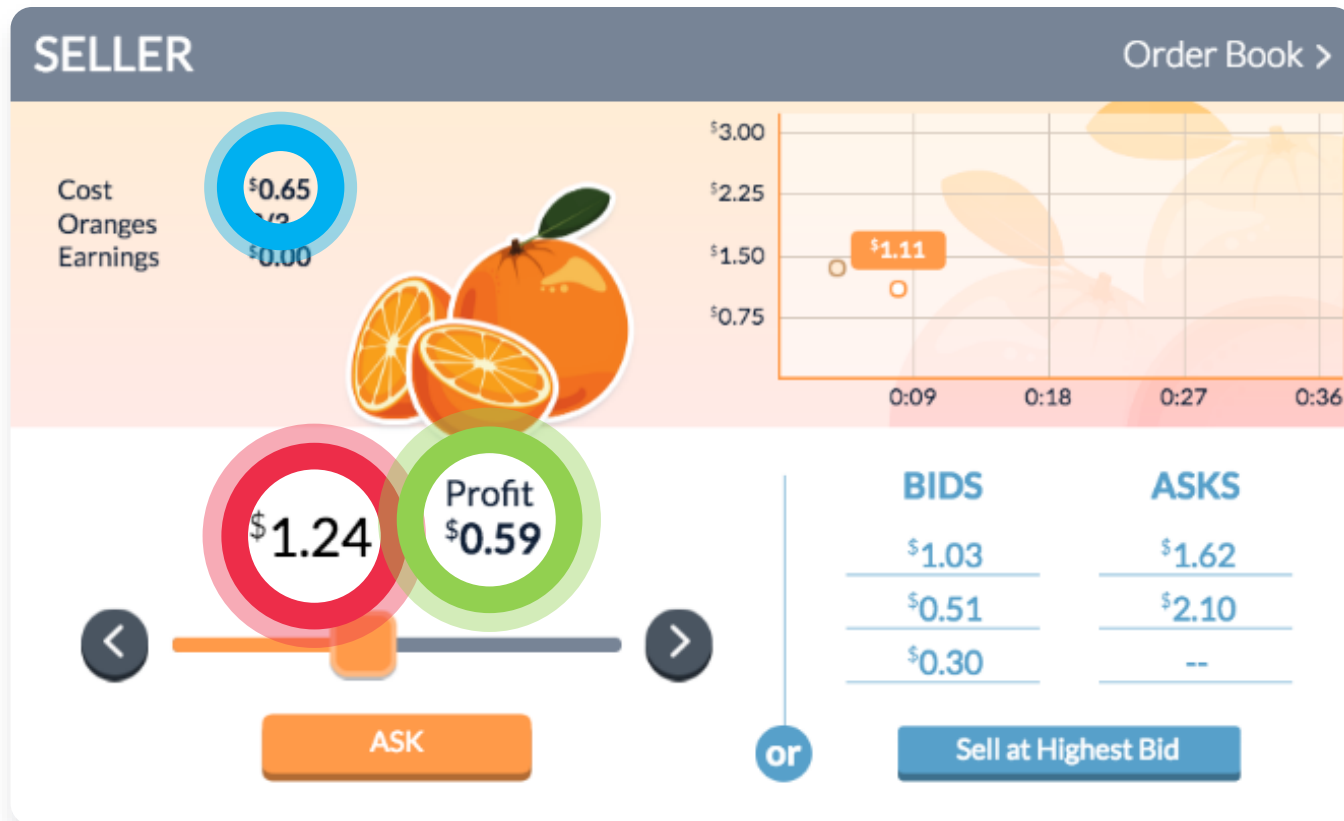 SELLER
Order Book >
Cost $0.65
Oranges
Earnings $0.00
$3.00
$2.25
$1.50
$0.75
$1.11
0:09 0:18 0:27 0:36
$1.24
Profit
$0.59
ASK
BIDS ASKS
$1.03 $1.62
$0.51 $2.10
$0.30 --
or
Sell at Highest Bid